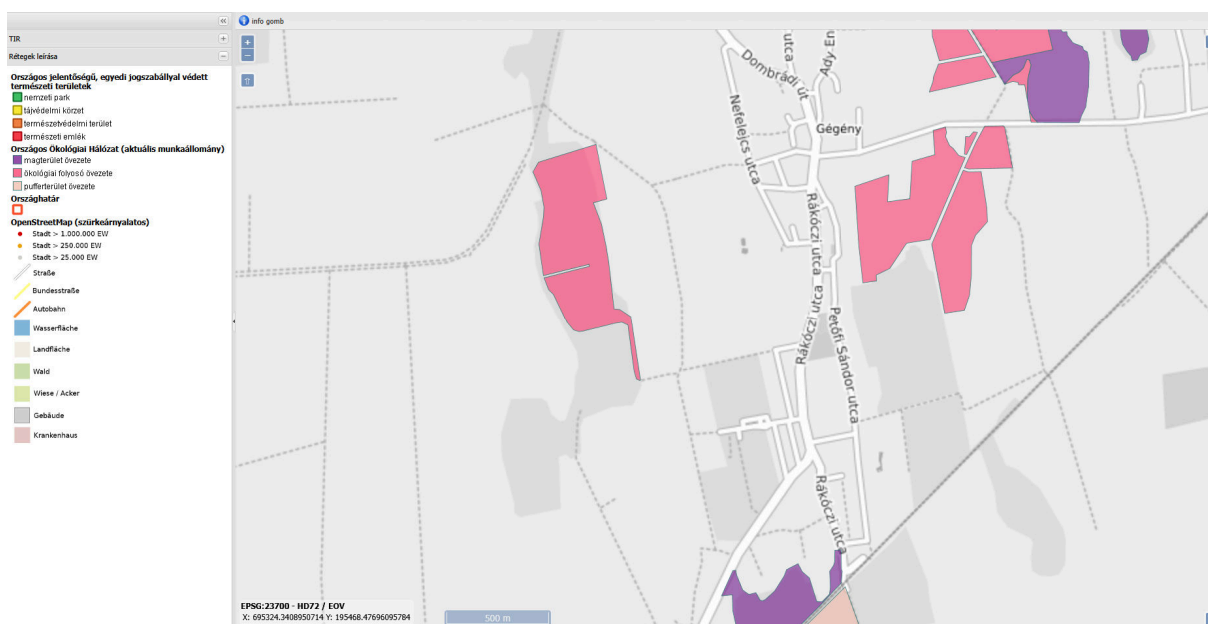 info gomb
TIR
Rétegek leírása
Országos jelentőségű, egyedi jogszabállyal védett
természeti területek
nemzeti park
tájvédelmi körzet
természetvédelmi terület
természeti emlék
Országos Ökológiai Hálózat (aktuális munkaállomány)
magterület övezete
ökológiai folyosó övezete
pufferterület övezete
Országhatár
OpenStreetMap (szürkeárnyalatos)
Stadt > 1.000.000 EW
Stadt > 250.000 EW
Stadt > 25.000 EW
Straße
Bundesstraße
Autobahn
Wasserfläche
Landfläche
Wald
Wiese / Acker
Gebäude
Krankenhaus
utca
Ady En
Dombrádi út
Nefelejcs utca
Gégény
Rákóczi utca
Rákóczi utca
Petőfi Sándor utca
Rákóczi utca
EPSG:23700 - HD72 / EOV
X: 695324.3408950714 Y: 195468.47696095784
500 m